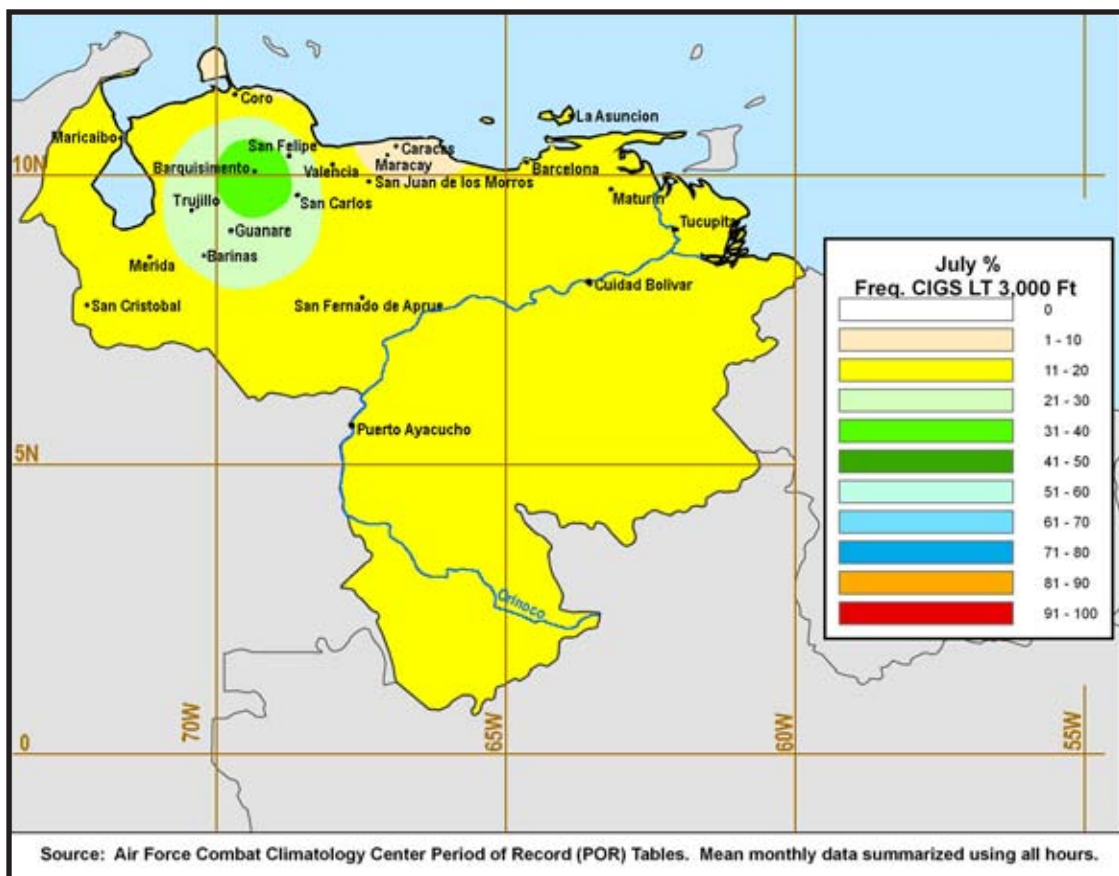 Coro
La Asuncion
Maricaibo
San Felipe
Caracas
10N
Barquisimento
Valencia
Maracay
Barcelona
San Juan de los Morros
Trujillo
San Carlos
Maturin
Guanare
Tucupita
Merida
Barinas
San Cristobal
San Fernado de Aprue
Cuidad Bolivar
Puerto Ayacucho
5N
Orinoco
70W
65W
60W
55W
0
July %
Freq. CIGS LT 3,000 Ft
0
1 - 10
11 - 20
21 - 30
31 - 40
41 - 50
51 - 60
61 - 70
71 - 80
81 - 90
91 - 100
Source: Air Force Combat Climatology Center Period of Record (POR) Tables. Mean monthly data summarized using all hours.